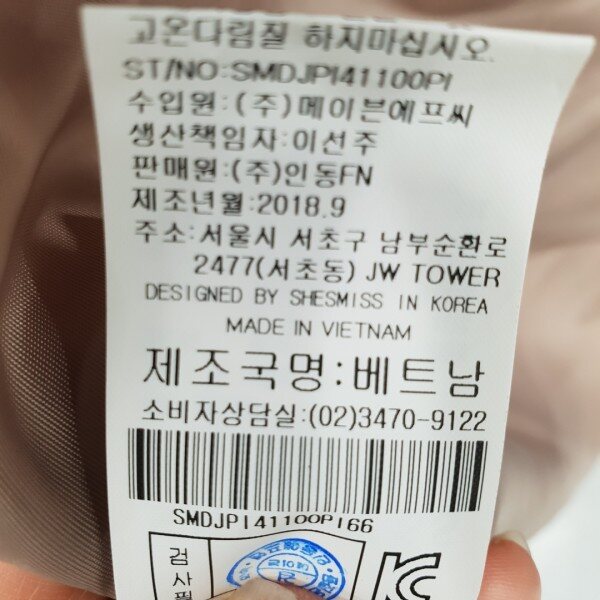 고온다림질 하지마십시오.
ST/NO:SMDJPI41100PI
수입원:(주)메이븐에프씨
생산책임자:이선주
판매원:(주)인동FN
제조년월:2018.9
주소:서울시 서초구 남부순환로
2477(서초동) JW TOWER
DESIGNED BY SHESMISS IN KOREA
MADE IN VIETNAM
제조국명:베트남
소비자상담실:(02)3470-9122
SMDJPI41100PI66
검사필